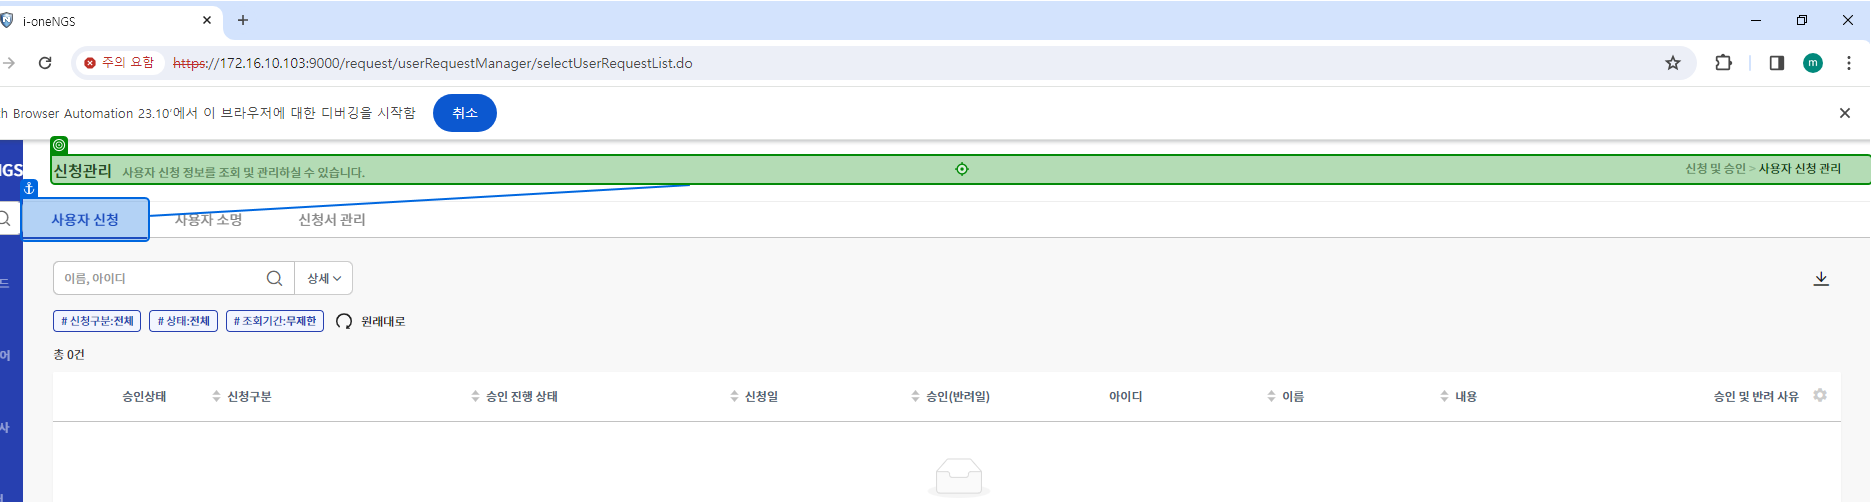 i-oneNGS
주의 요함 https://172.16.10.103:9000/request/userRequestManager/selectUserRequestList.do
m
h Browser Automation 23.10'에서 이 브라우저에 대한 디버깅을 시작함 취소
NGS
신청관리 사용자 신청 정보를 조회 및 관리하실 수 있습니다. 신청 및 승인 > 사용자 신청 관리
사용자 신청 사용자 소명 신청서 관리
이름, 아이디 상세
드
# 신청구분:전체 # 상태:전체 # 조회기간:무제한 원래대로
총 0건
어
승인상태 신청구분 승인 진행 상태 신청일 승인(반려일) 아이디 이름 내용 승인 및 반려 사유
사